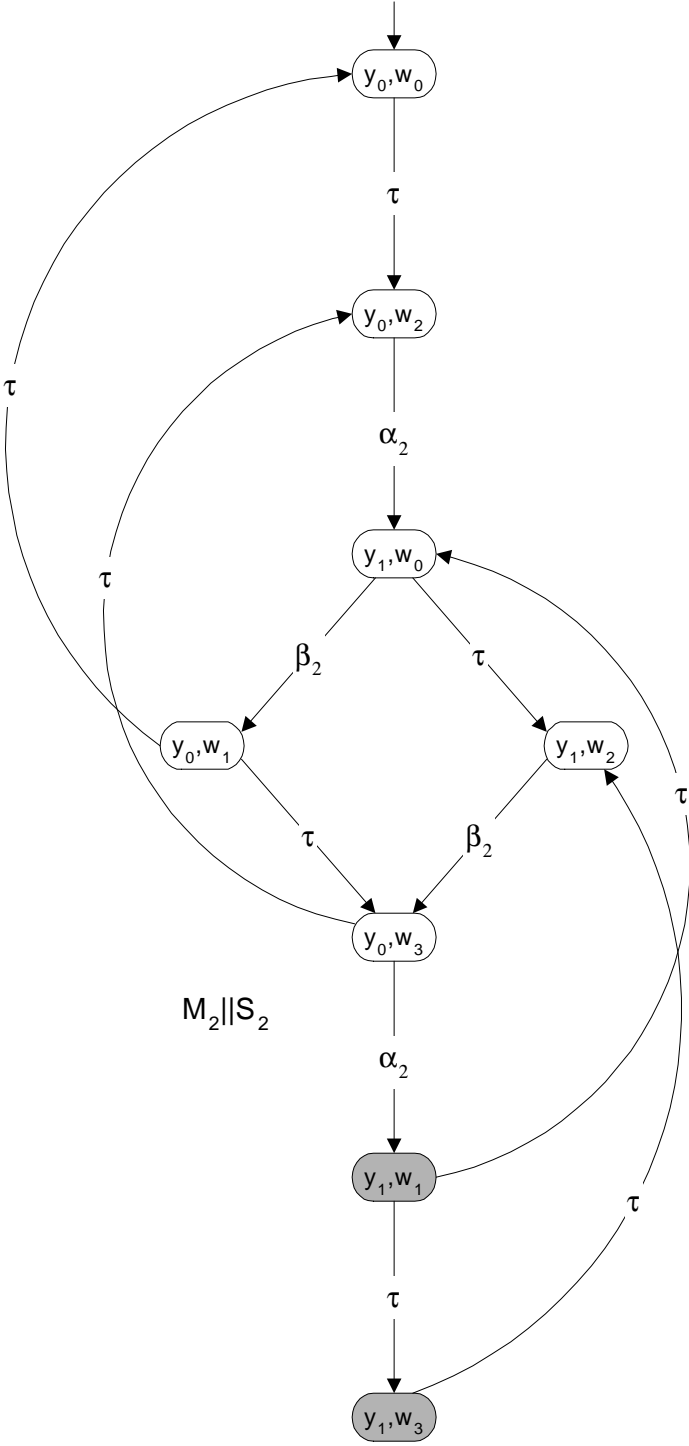 y₀,w₀
τ
y₀,w₂
τ
α₂
y₁,w₀
τ
β₂
τ
y₀,w₁
y₁,w₂
τ
τ
β₂
y₀,w₃
M₂||S₂
α₂
y₁,w₁
τ
τ
y₁,w₃